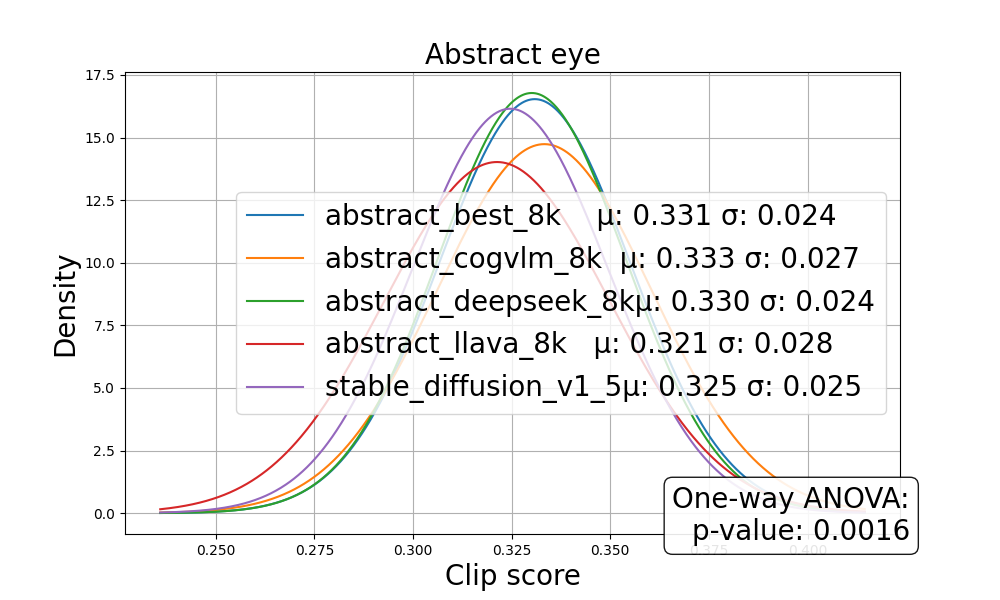 Abstract eye
17.5
15.0
12.5
10.0
7.5
5.0
2.5
0.0
Density
abstract_best_8k μ: 0.331 σ: 0.024
abstract_cogvlm_8k μ: 0.333 σ: 0.027
abstract_deepseek_8kμ: 0.330 σ: 0.024
abstract_llava_8k μ: 0.321 σ: 0.028
stable_diffusion_v1_5μ: 0.325 σ: 0.025
One-way ANOVA:
p-value: 0.0016
0.250 0.275 0.300 0.325 0.350 0.375 0.400
Clip score